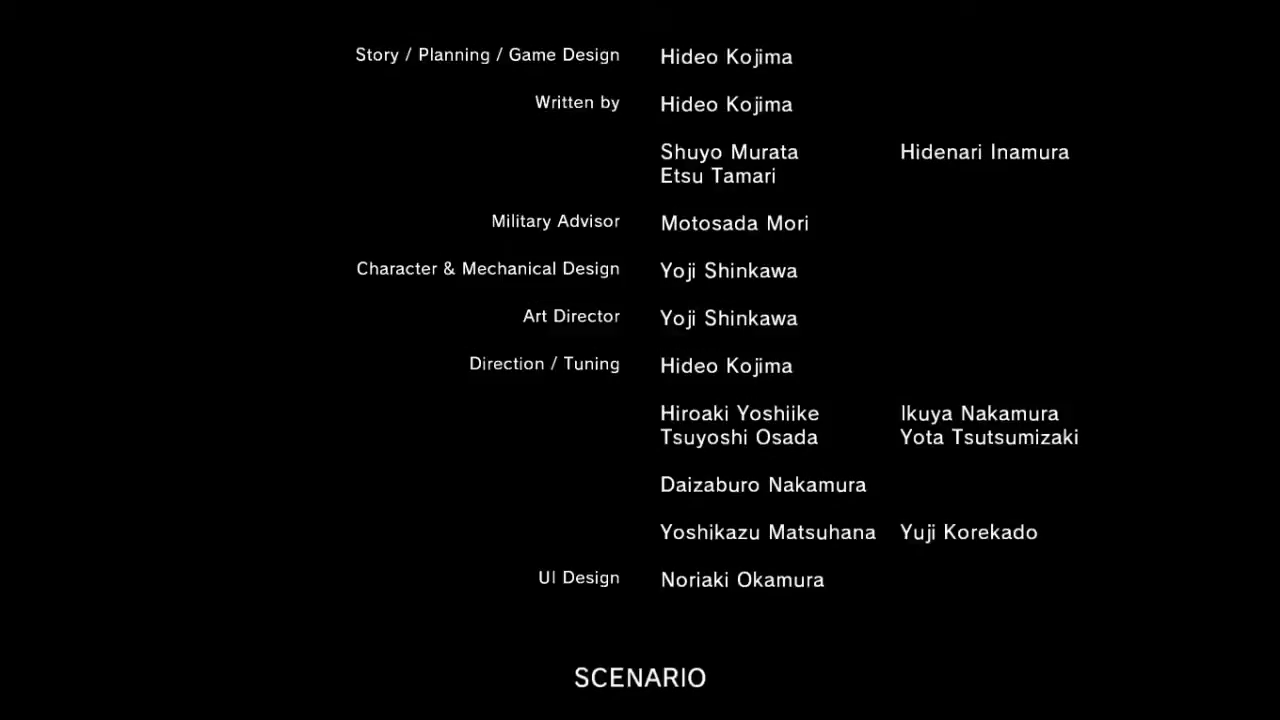 Story / Planning / Game Design Hideo Kojima
Written by Hideo Kojima
Shuyo Murata Hidenari Inamura
Etsu Tamari
Military Advisor Motosada Mori
Character & Mechanical Design Yoji Shinkawa
Art Director Yoji Shinkawa
Direction / Tuning Hideo Kojima
Hiroaki Yoshiike Ikuya Nakamura
Tsuyoshi Osada Yota Tsutsumizaki
Daizaburo Nakamura
Yoshikazu Matsuhana Yuji Korekado
UI Design Noriaki Okamura
SCENARIO